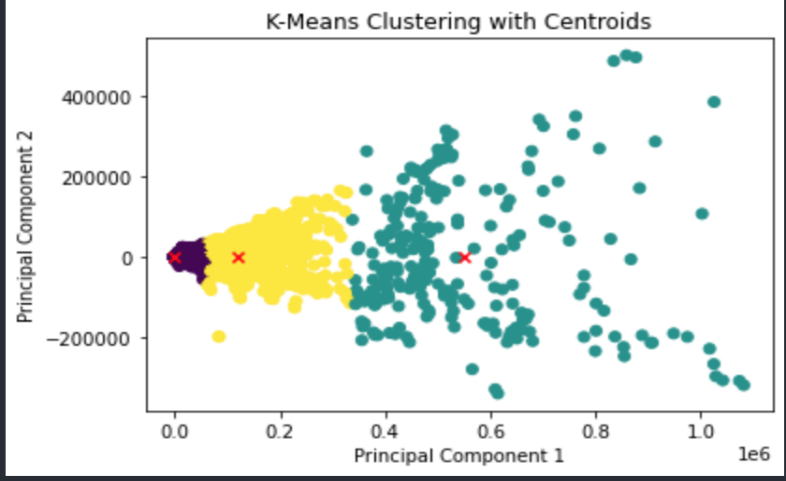 K-Means Clustering with Centroids
Principal Component 2
400000
200000
0
−200000
0.0 0.2 0.4 0.6 0.8 1.0
1e6
Principal Component 1